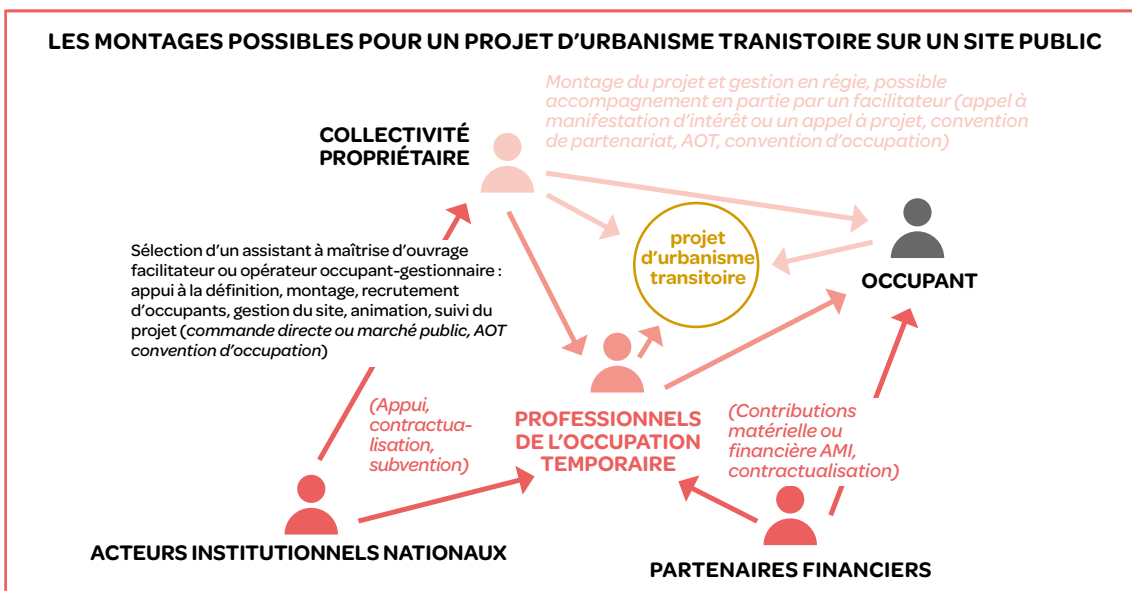 LES MONTAGES POSSIBLES POUR UN PROJET D’URBANISME TRANISTOIRE SUR UN SITE PUBLIC
Montage du projet et gestion en régie, possible
accompagnement en partie par un facilitateur (appel à
manifestation d’intérêt ou un appel à projet, convention
de partenariat, AOT, convention d’occupation)
COLLECTIVITÉ
PROPRIÉTAIRE
Sélection d’un assistant à maîtrise d’ouvrage
facilitateur ou opérateur occupant-gestionnaire :
appui à la définition, montage, recrutement
d’occupants, gestion du site, animation, suivi du
projet (commande directe ou marché public, AOT
convention d’occupation)
projet
d’urbanisme
transitoire
OCCUPANT
(Appui,
contractua-
lisation,
subvention)
PROFESSIONNELS
DE L’OCCUPATION
TEMPORAIRE
(Contributions
matérielle ou
financière AMI,
contractualisation)
ACTEURS INSTITUTIONNELS NATIONAUX
PARTENAIRES FINANCIERS